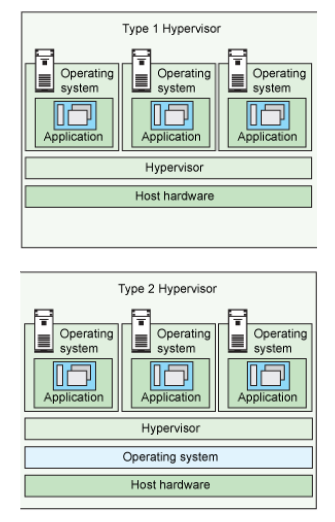 Type 1 Hypervisor
Operating system
Operating system
Operating system
Application
Application
Application
Hypervisor
Host hardware
Type 2 Hypervisor
Operating system
Operating system
Operating system
Application
Application
Application
Hypervisor
Operating system
Host hardware